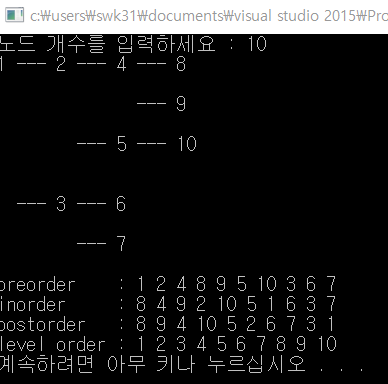 c:₩users₩swk31₩documents₩visual studio 2015₩Pro
노드 개수를 입력하세요 : 10
1 --- 2 --- 4 --- 8
--- 9
--- 5 --- 10
--- 3 --- 6
--- 7
preorder : 1 2 4 8 9 5 10 3 6 7
inorder : 8 4 9 2 10 5 1 6 3 7
postorder : 8 9 4 10 5 2 6 7 3 1
level order : 1 2 3 4 5 6 7 8 9 10
계속하려면 아무 키나 누르십시오 . . .